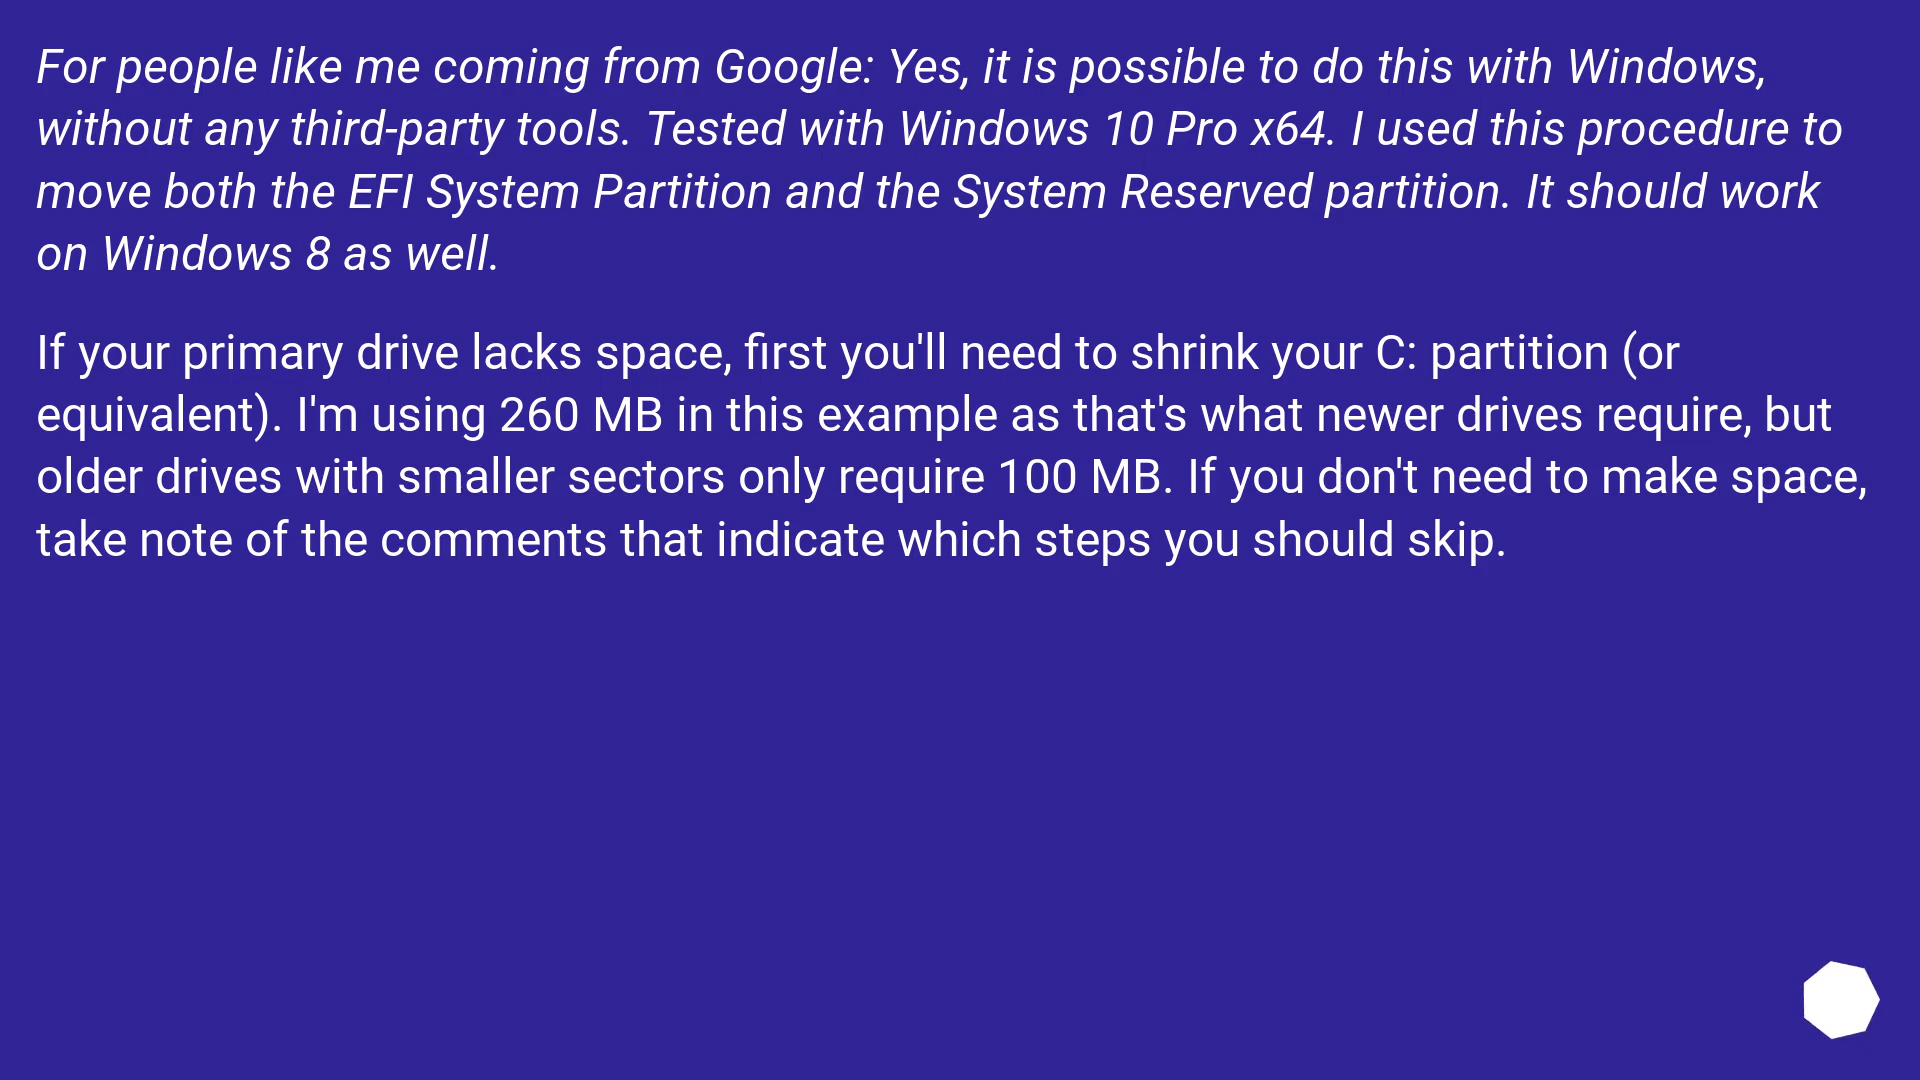 For people like me coming from Google: Yes, it is possible to do this with Windows,
without any third-party tools. Tested with Windows 10 Pro x64. I used this procedure to
move both the EFI System Partition and the System Reserved partition. It should work
on Windows 8 as well.
If your primary drive lacks space, first you'll need to shrink your C: partition (or
equivalent). I'm using 260 MB in this example as that's what newer drives require, but
older drives with smaller sectors only require 100 MB. If you don't need to make space,
take note of the comments that indicate which steps you should skip.